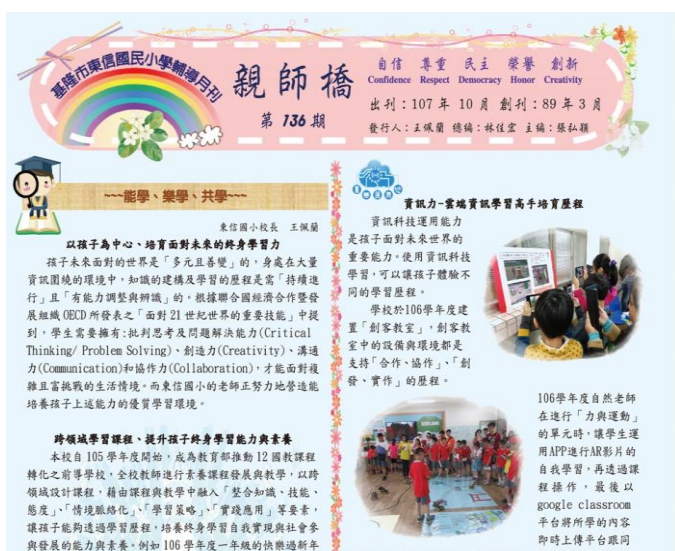 基隆市東信國民小學輔導月刊
親師橋
第 136 期
自信 尊重 民主 榮譽 創新
Confidence Respect Democracy Honor Creativity
出刊：107 年 10 月 創刊：89 年 3 月
發行人：王佩蘭 總編：林佳宏 主編：張弘穎
~~~能學、樂學、共學~~~
東信國小校長 王佩蘭
以孩子為中心、培育面對未來的終身學習力
孩子未來面對的世界是「多元且善變」的，身處在大量
資訊圍繞的環境中，知識的建構及學習的歷程是需「持續進
行」且「有能力調整與辨識」的。根據聯合國經濟合作暨發
展組織 OECD 所發表之「面對 21 世紀世界的重要技能」中提
到，學生需要擁有:批判思考及問題解決能力(Critical
Thinking/ Problem Solving)、創造力(Creativity)、溝通
力(Communication)和協作力(Collaboration)，才能面對複
雜且富挑戰的生活情境。而東信國小的老師正努力地營造能
培養孩子上述能力的優質學習環境。
跨領域學習課程、提升孩子終身學習能力與素養
本校自 105 學年度開始，成為教育部推動 12 國教課程
轉化之前導學校，全校教師進行素養課程發展與教學，以跨
領域設計課程，藉由課程與教學中融入「整合知識、技能、
態度」、「情境脈絡化」、「學習策略」、「實踐應用」等要素，
讓孩子能夠透過學習歷程，培養終身學習自我實現與社會參
與發展的能力與素養。例如 106 學年度一年級的快樂過新年
資訊力-雲端資訊學習高手培育歷程
資訊科技運用能力
是孩子面對未來世界的
重要能力。使用資訊科技
學習，可以讓孩子體驗不
同的學習歷程。
學校於106學年度建
置「創客教室」，創客教
室中的設備與環境都是
支持「合作、協作」、「創
發、實作」的歷程。
106學年度自然老師
在進行「力與運動」
的單元時，讓學生運
用APP進行AR影片的
自我學習，再透過課
程操作，最後以
google classroom
平台將所學的內容
即時上傳平台跟同